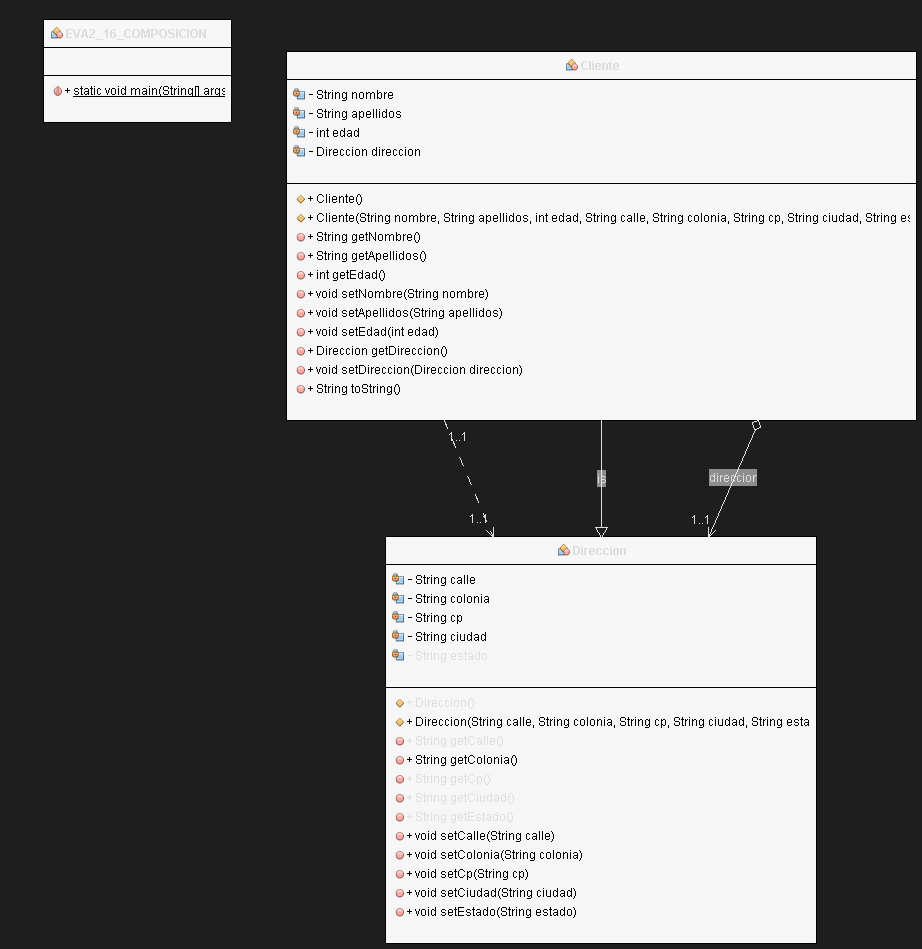 EVA2_16_COMPOSICION
+ static void main(String[] args
Cliente
- String nombre
- String apellidos
- int edad
- Direccion direccion
+ Cliente()
+ Cliente(String nombre, String apellidos, int edad, String calle, String colonia, String cp, String ciudad, String es
+ String getNombre()
+ String getApellidos()
+ int getEdad()
+ void setNombre(String nombre)
+ void setApellidos(String apellidos)
+ void setEdad(int edad)
+ Direccion getDireccion()
+ void setDireccion(Direccion direccion)
+ String toString()
1..1
is
direccion
1..1
1..1
Direccion
- String calle
- String colonia
- String cp
- String ciudad
- String estado
+ Direccion()
+ Direccion(String calle, String colonia, String cp, String ciudad, String esta
+ String getCalle()
+ String getColonia()
+ String getCp()
+ String getCiudad()
+ String getEstado()
+ void setCalle(String calle)
+ void setColonia(String colonia)
+ void setCp(String cp)
+ void setCiudad(String ciudad)
+ void setEstado(String estado)